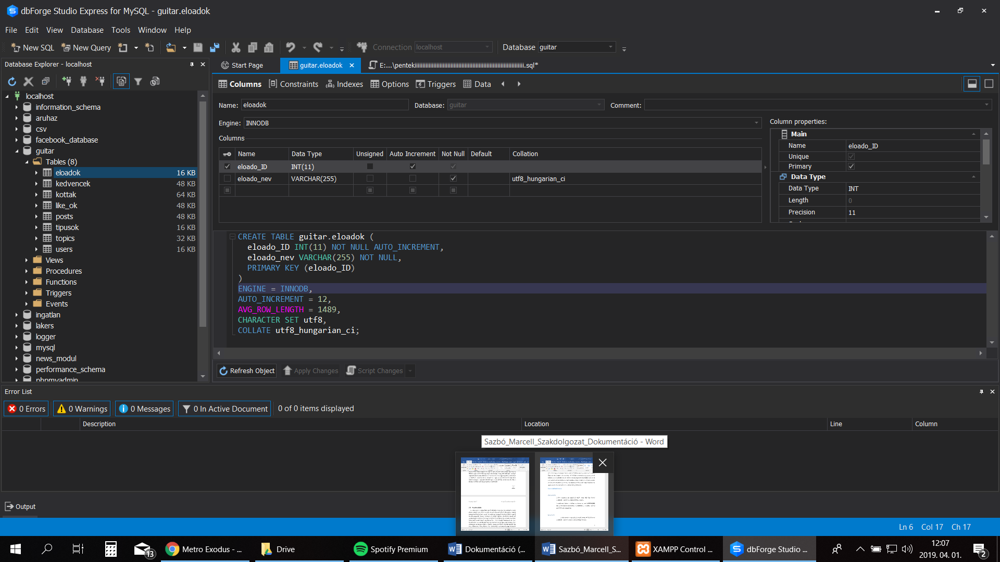 dbForge Studio Express for MySQL - guitar.eloadok
File Edit View Database Tools Window Help
New SQL New Query Connection localhost Database guitar
Database Explorer - localhost
Start Page guitar.eloadok
Columns Constraints Indexes Options Triggers Data
localhost
information_schema
aruhaz
csv
facebook_database
guitar
Tables (8)
eloadok 16 KB
kedvencek 48 KB
kottak 64 KB
like_ok 48 KB
posts 48 KB
tipusok 16 KB
topics 32 KB
users 16 KB
Views
Procedures
Functions
Triggers
Events
ingatlan
lakers
logger
mysql
news_modul
performance_schema
phpmyadmin
Name: eloadok Database: guitar Comment:
Engine: INNODB
Columns
Name Data Type Unsigned Auto Increment Not Null Default Collation
eloado_ID INT(11)
eloado_nev VARCHAR(255) utf8_hungarian_ci
Column properties:
Main
Name eloado_ID
Unique
Primary
Data Type
Data Type INT
Length 0
Precision 11
CREATE TABLE guitar.eloadok (
eloado_ID INT(11) NOT NULL AUTO_INCREMENT,
eloado_nev VARCHAR(255) NOT NULL,
PRIMARY KEY (eloado_ID)
)
ENGINE = INNODB,
AUTO_INCREMENT = 12,
AVG_ROW_LENGTH = 1489,
CHARACTER SET utf8,
COLLATE utf8_hungarian_ci;
Refresh Object Apply Changes Script Changes
Error List
0 Errors 0 Warnings 0 Messages 0 In Active Document 0 of 0 items displayed
Description Location Line Column
Sazbó_Marcell_Szakdolgozat_Dokumentáció - Word
Output
Ln 6 Col 17 Ch 17
13 Metro Exodus - ... Drive Spotify Premium Dokumentáció (... Sazbó_Marcell_S... XAMPP Control ... dbForge Studio ... 12:07
2019. 04. 01. 2